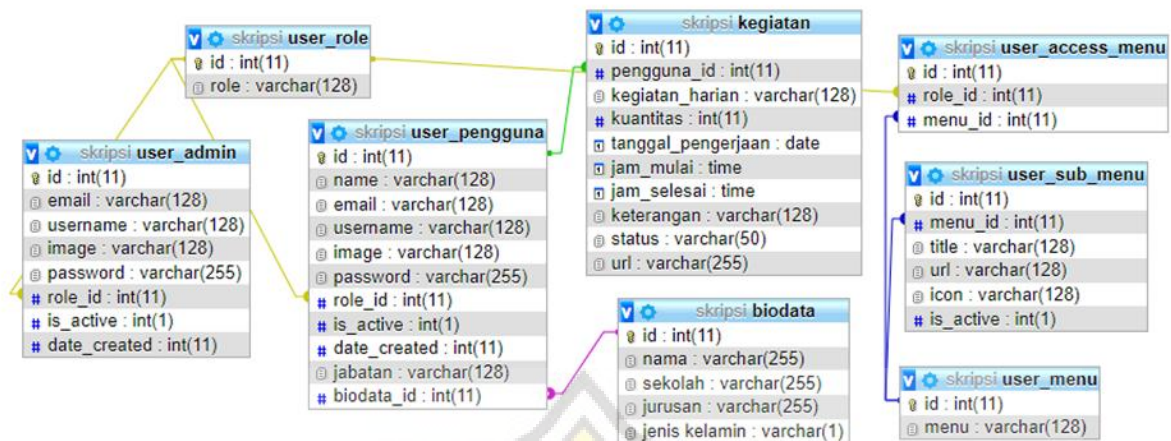 skripsi user_role
id : int(11)
role : varchar(128)
skripsi user_admin
id : int(11)
email : varchar(128)
username : varchar(128)
image : varchar(128)
password : varchar(255)
role_id : int(11)
is_active : int(1)
date_created : int(11)
skripsi user_pengguna
id : int(11)
name : varchar(128)
email : varchar(128)
username : varchar(128)
image : varchar(128)
password : varchar(255)
role_id : int(11)
is_active : int(1)
date_created : int(11)
jabatan : varchar(128)
biodata_id : int(11)
skripsi kegiatan
id : int(11)
pengguna_id : int(11)
kegiatan_harian : varchar(128)
kuantitas : int(11)
tanggal_pengerjaan : date
jam_mulai : time
jam_selesai : time
keterangan : varchar(128)
status : varchar(50)
url : varchar(255)
skripsi biodata
id : int(11)
nama : varchar(255)
sekolah : varchar(255)
jurusan : varchar(255)
jenis kelamin : varchar(1)
skripsi user_access_menu
id : int(11)
role_id : int(11)
menu_id : int(11)
skripsi user_sub_menu
id : int(11)
menu_id : int(11)
title : varchar(128)
url : varchar(128)
icon : varchar(128)
is_active : int(1)
skripsi user_menu
id : int(11)
menu : varchar(128)